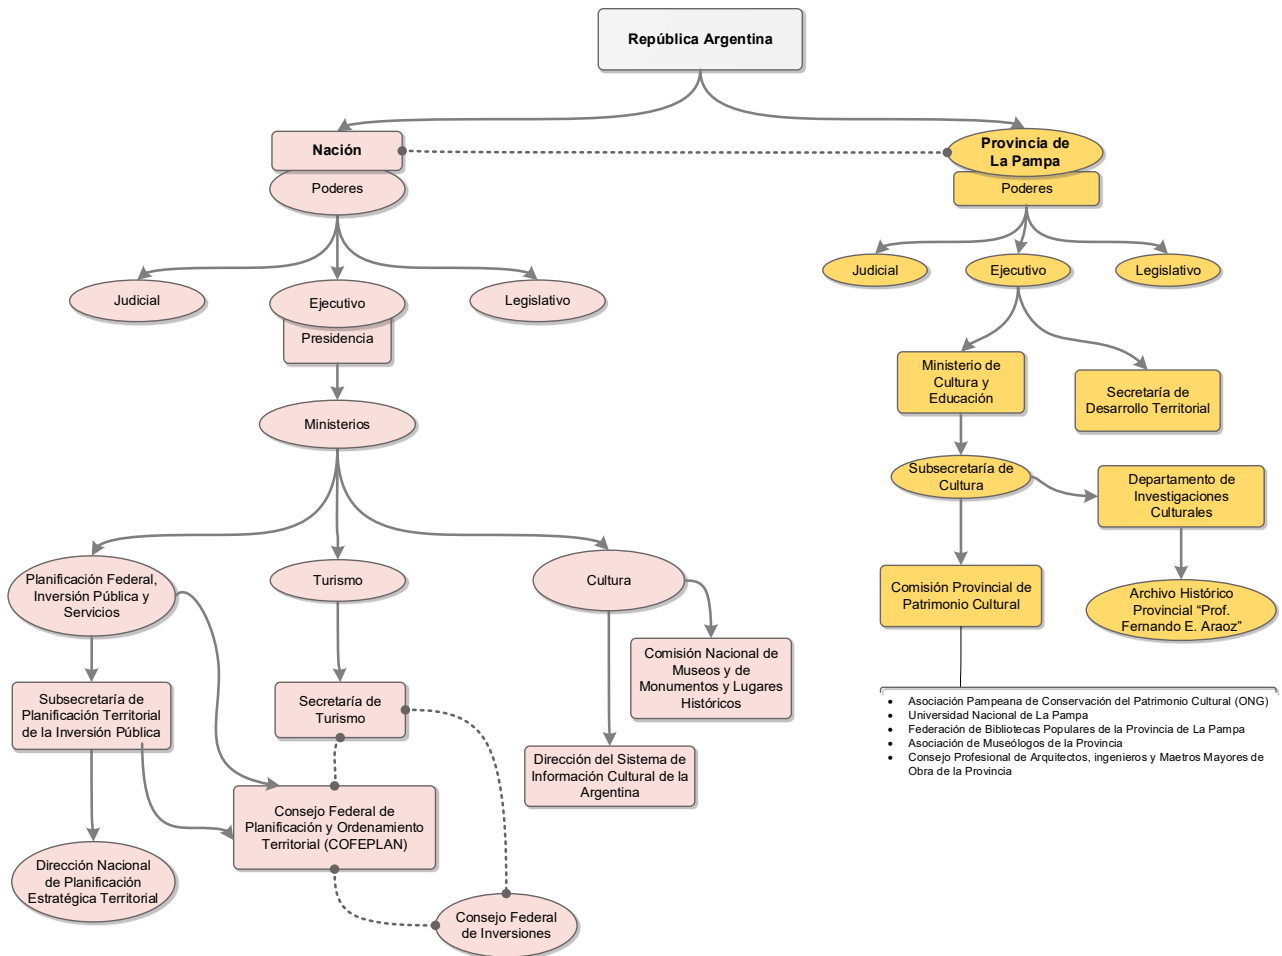 República Argentina
Nación
Provincia de
La Pampa
Poderes
Poderes
Judicial
Ejecutivo
Legislativo
Presidencia
Judicial
Ejecutivo
Legislativo
Ministerio de
Cultura y
Educación
Secretaría de
Desarrollo Territorial
Ministerios
Subsecretaría de
Cultura
Departamento de
Investigaciones
Culturales
Planificación Federal,
Inversión Pública y
Servicios
Turismo
Cultura
Comisión Provincial de
Patrimonio Cultural
Archivo Histórico
Provincial “Prof.
Fernando E. Araoz”
Comisión Nacional de
Museos y de
Monumentos y Lugares
Históricos
Subsecretaría de
Planificación Territorial
de la Inversión Pública
Secretaría de
Turismo
• Asociación Pampeana de Conservación del Patrimonio Cultural (ONG)
• Universidad Nacional de La Pampa
• Federación de Bibliotecas Populares de la Provincia de La Pampa
• Asociación de Museólogos de la Provincia
• Consejo Profesional de Arquitectos, ingenieros y Maetros Mayores de
Obra de la Provincia
Dirección del Sistema de
Información Cultural de la
Argentina
Consejo Federal de
Planificación y Ordenamiento
Territorial (COFEPLAN)
Dirección Nacional
de Planificación
Estratégica Territorial
Consejo Federal
de Inversiones